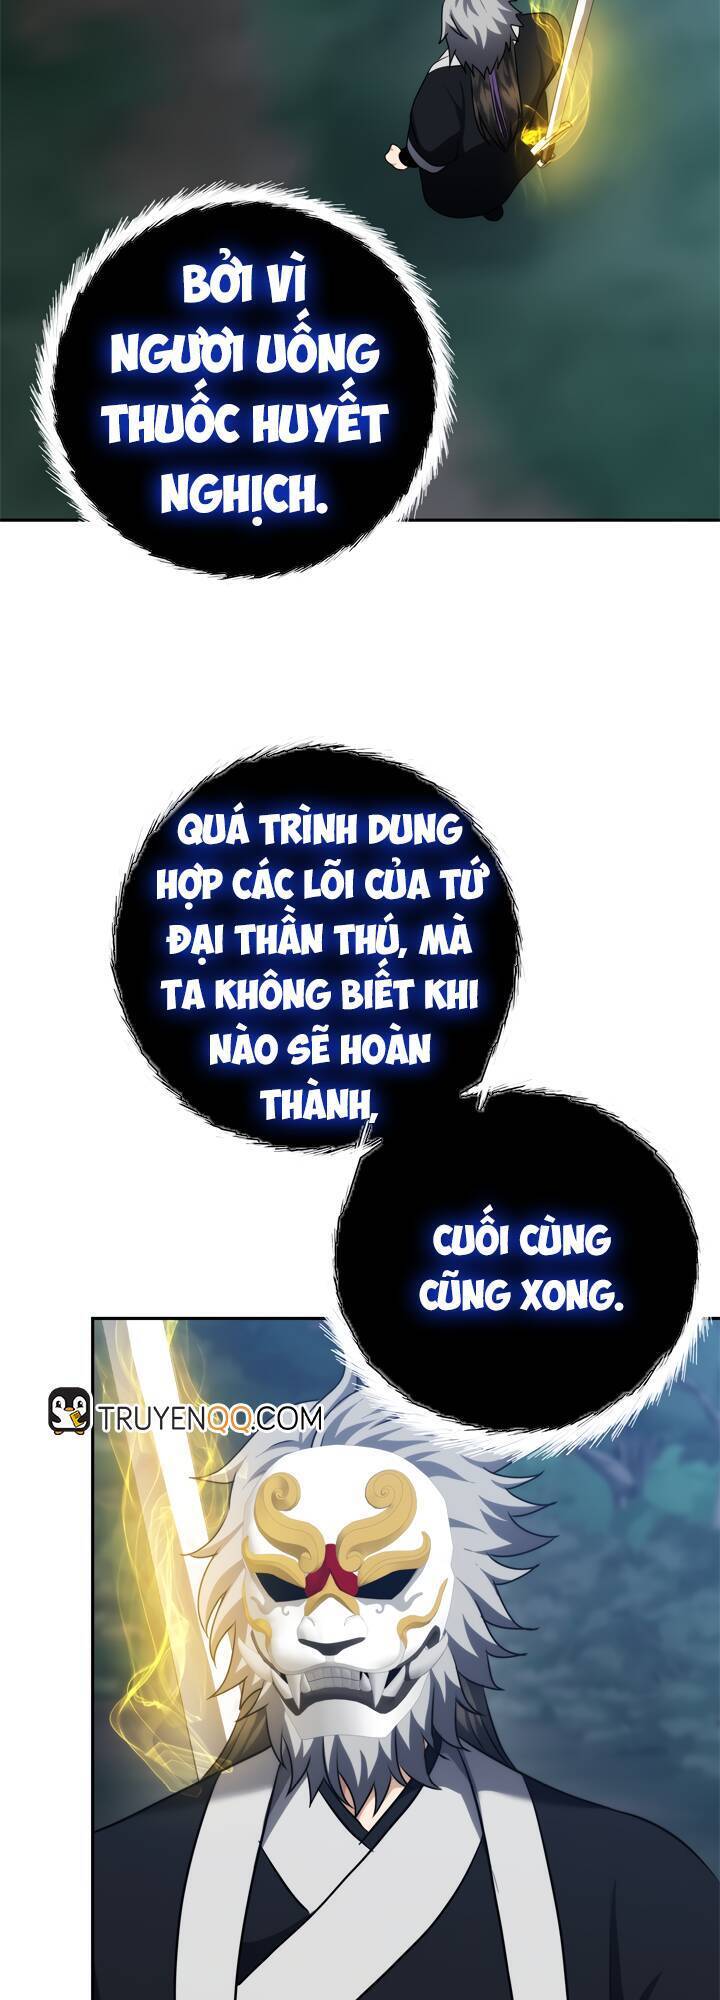 BỞI VÌ
NGƯƠI UỐNG
THUỐC HUYẾT
NGHỊCH.
QUÁ TRÌNH DUNG
HỢP CÁC LÕI CỦA TỨ
ĐẠI THẦN THÚ, MÀ
TA KHÔNG BIẾT KHI
NÀO SẼ HOÀN
THÀNH,
CUỐI CÙNG
CŨNG XONG.
TRUYENQQ.COM